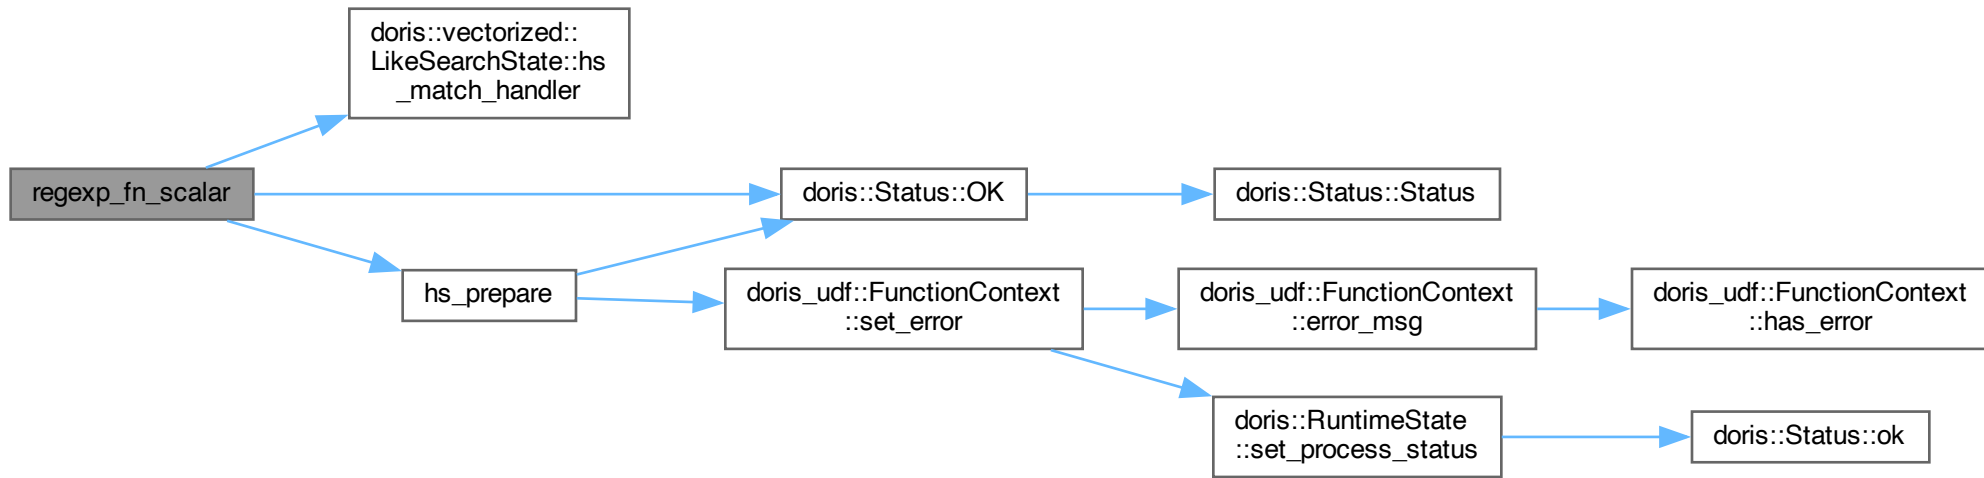 doris::vectorized::
LikeSearchState::hs
_match_handler
regexp_fn_scalar
doris::Status::OK
doris::Status::Status
hs_prepare
doris_udf::FunctionContext
::set_error
doris_udf::FunctionContext
::error_msg
doris_udf::FunctionContext
::has_error
doris::RuntimeState
::set_process_status
doris::Status::ok